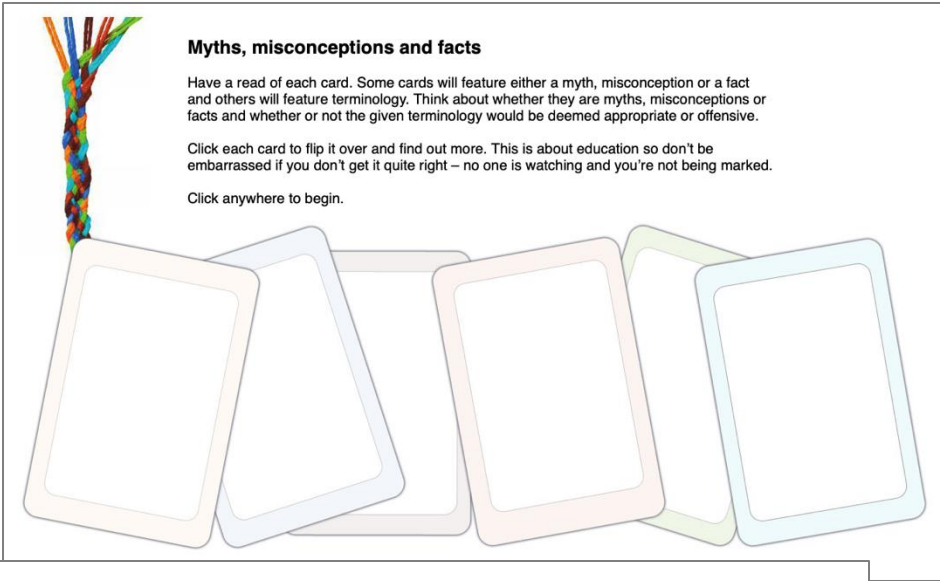 Myths, misconceptions and facts
Have a read of each card. Some cards will feature either a myth, misconception or a fact
and others will feature terminology. Think about whether they are myths, misconceptions or
facts and whether or not the given terminology would be deemed appropriate or offensive.
Click each card to flip it over and find out more. This is about education so don't be
embarrassed if you don't get it quite right – no one is watching and you're not being marked.
Click anywhere to begin.